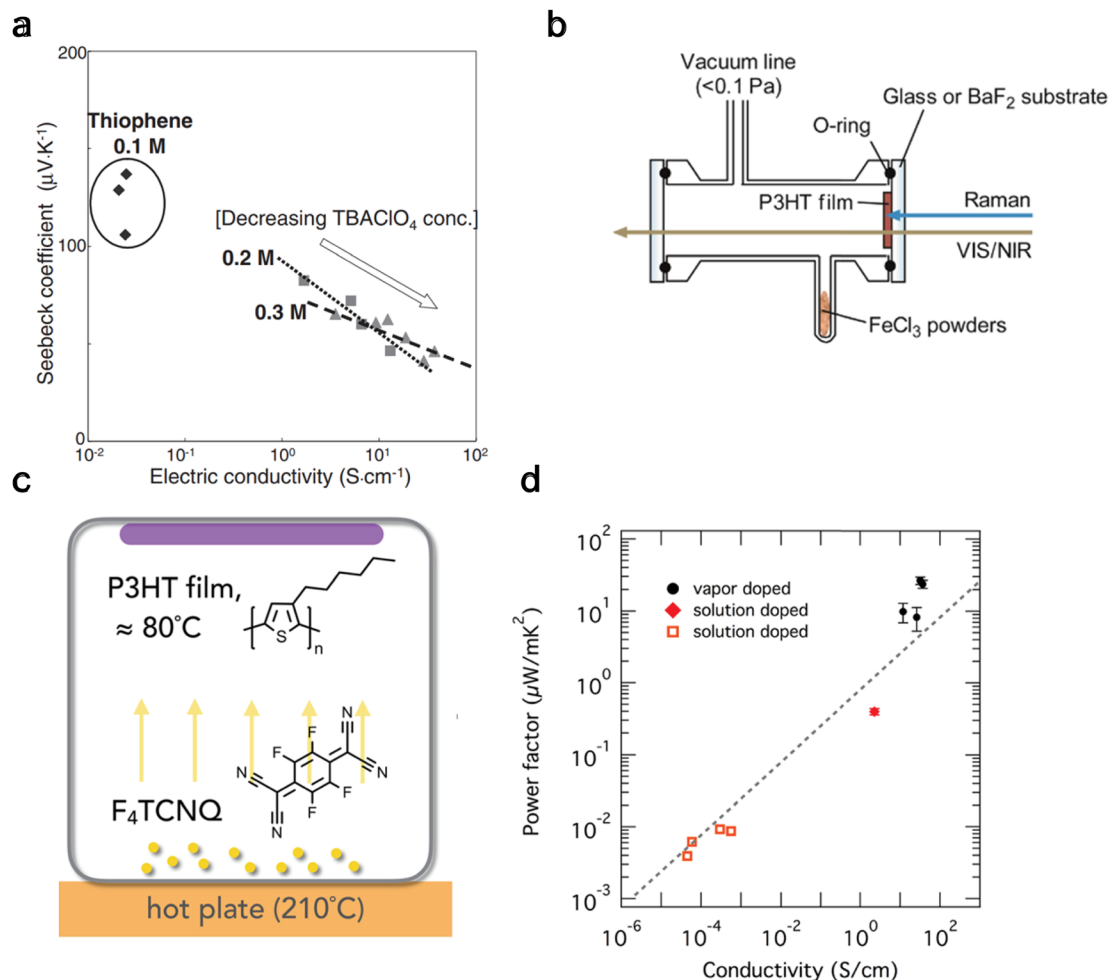 a
200
100
0
Seebeck coefficient (μV·K⁻¹)
Thiophene
0.1 M
[Decreasing TBAClO₄ conc.]
0.2 M
0.3 M
10⁻² 10⁻¹ 10⁰ 10¹ 10²
Electric conductivity (S·cm⁻¹)
b
Vacuum line
(<0.1 Pa)
Glass or BaF₂ substrate
O-ring
P3HT film
Raman
VIS/NIR
FeCl₃ powders
c
P3HT film,
≈ 80°C
S
n
N
N
F
F
N
F
F
N
F₄TCNQ
hot plate (210°C)
d
10²
10¹
10⁰
10⁻¹
10⁻²
10⁻³
Power factor (μW/mK²)
vapor doped
solution doped
solution doped
10⁻⁶ 10⁻⁴ 10⁻² 10⁰ 10²
Conductivity (S/cm)